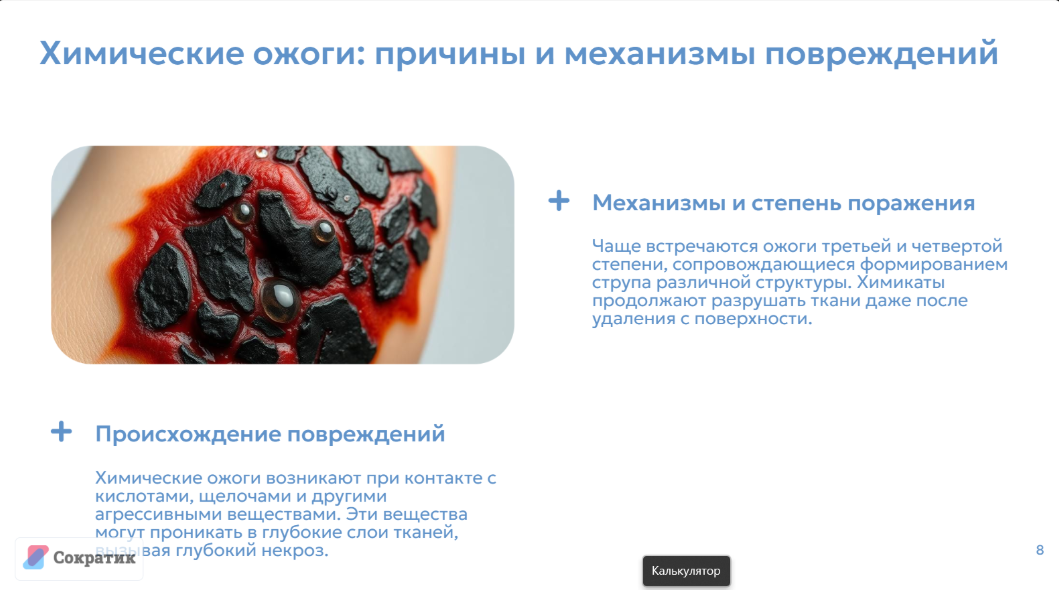 Химические ожоги: причины и механизмы повреждений
Механизмы и степень поражения
Чаще встречаются ожоги третьей и четвертой
степени, сопровождающиеся формированием
струпа различной структуры. Химикаты
продолжают разрушать ткани даже после
удаления с поверхности.
Происхождение повреждений
Химические ожоги возникают при контакте с
кислотами, щелочами и другими
агрессивными веществами. Эти вещества
могут проникать в глубокие слои тканей,
вызывая глубокий некроз.
Сократик
Калькулятор
8